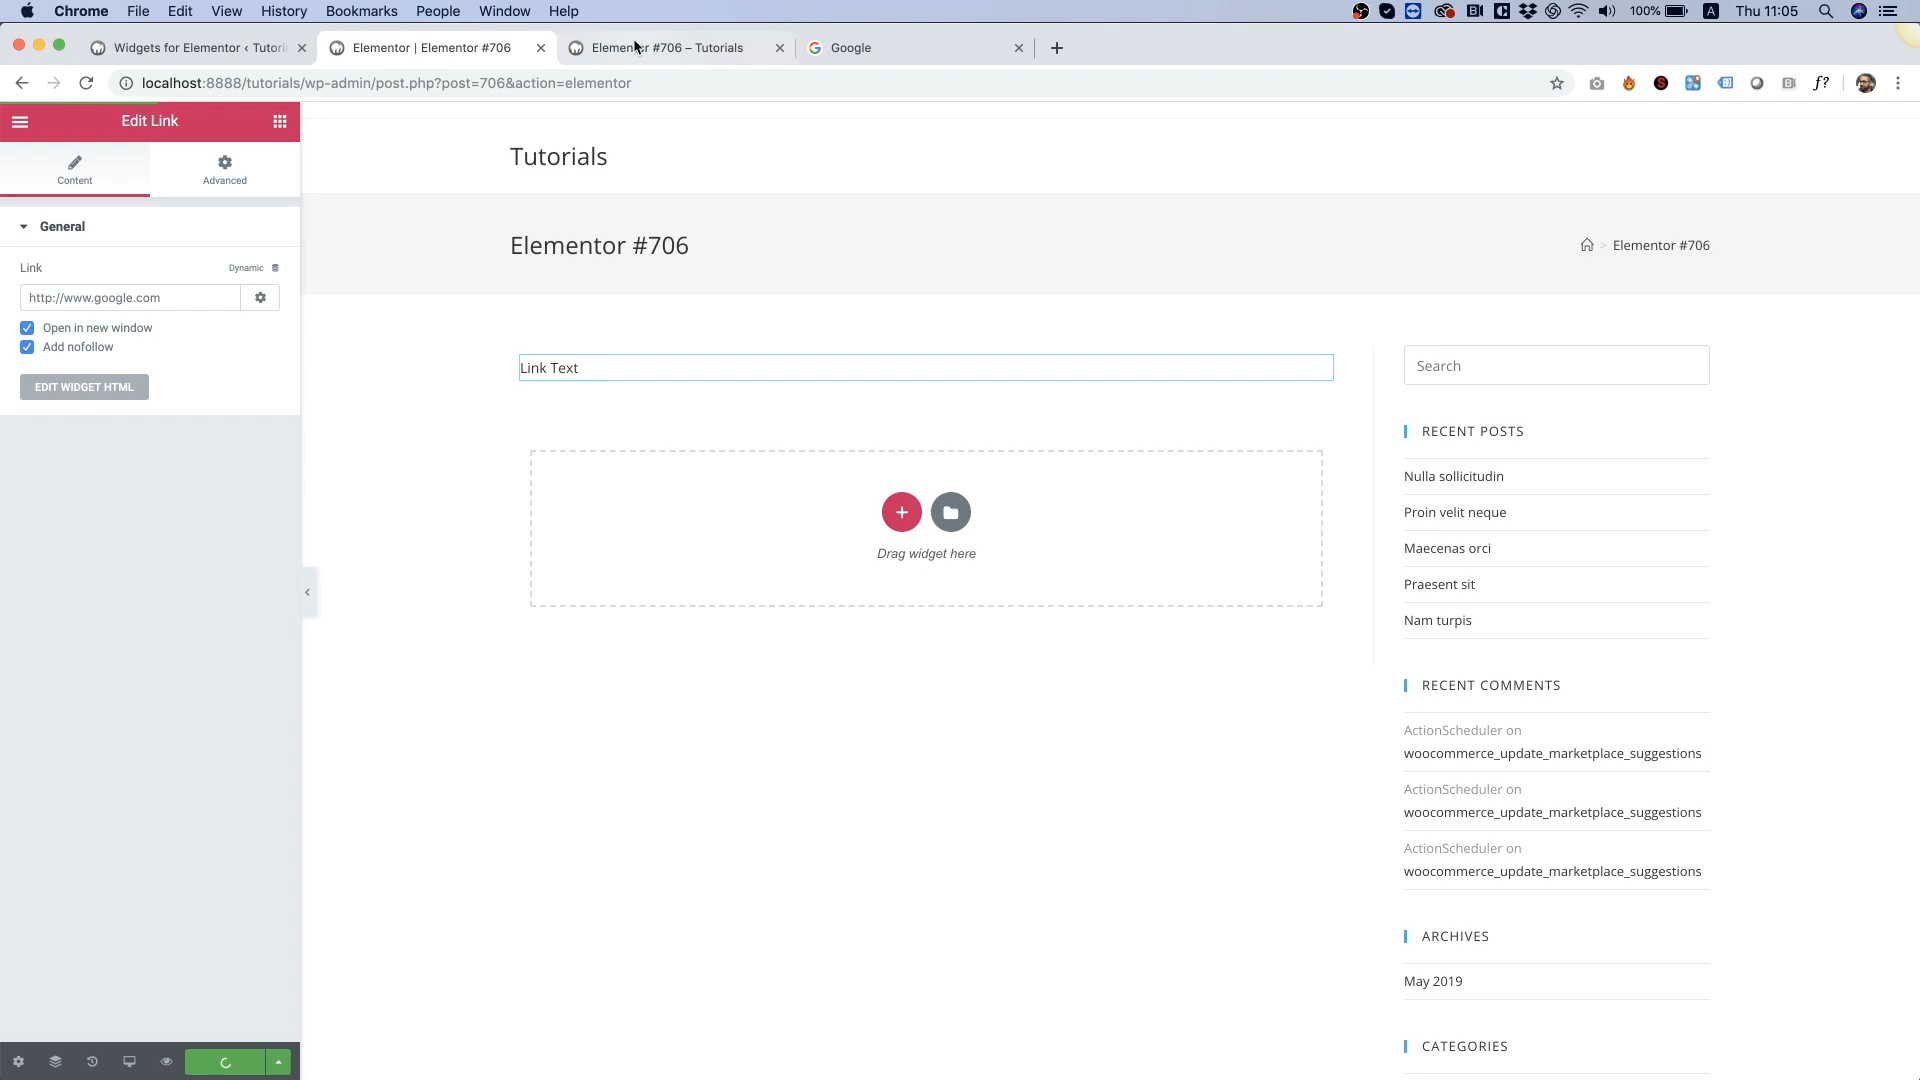 Chrome File Edit View History Bookmarks People Window Help 100% A Thu 11:05
Widgets for Elementor ‹ Tutori Elementor | Elementor #706 Elementor #706 – Tutorials Google
localhost:8888/tutorials/wp-admin/post.php?post=706&action=elementor f?
Edit Link
Content Advanced
General
Link Dynamic
http://www.google.com
Open in new window
Add nofollow
EDIT WIDGET HTML
Tutorials
Elementor #706
> Elementor #706
Link Text
Drag widget here
Search
RECENT POSTS
Nulla sollicitudin
Proin velit neque
Maecenas orci
Praesent sit
Nam turpis
RECENT COMMENTS
ActionScheduler on
woocommerce_update_marketplace_suggestions
ActionScheduler on
woocommerce_update_marketplace_suggestions
ActionScheduler on
woocommerce_update_marketplace_suggestions
ARCHIVES
May 2019
CATEGORIES